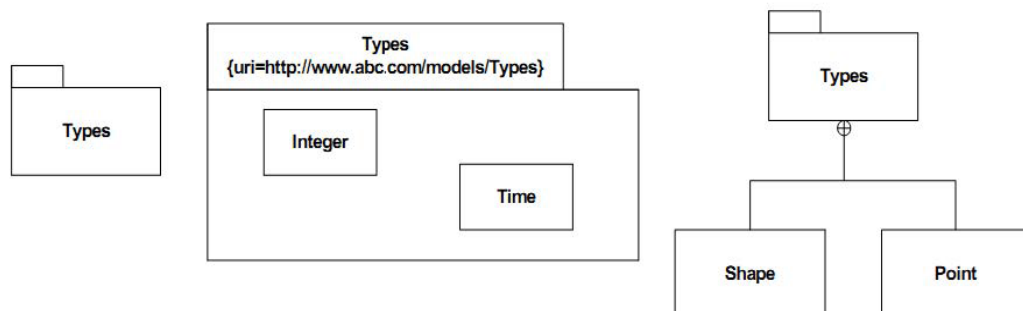 Types
Types
{uri=http://www.abc.com/models/Types}
Integer
Time
Types
Shape
Point